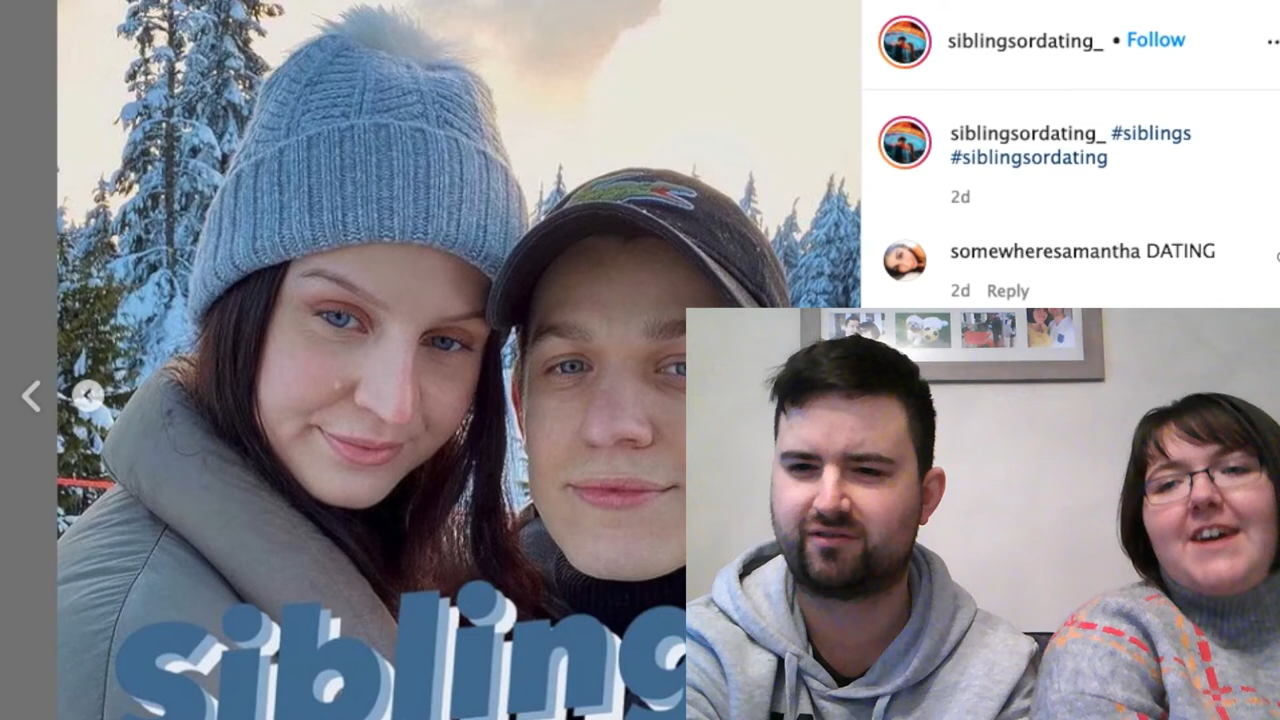 siblingsordating_ • Follow
siblingsordating_ #siblings
#siblingsordating
2d
somewheresamantha DATING
2d Reply
Sibling